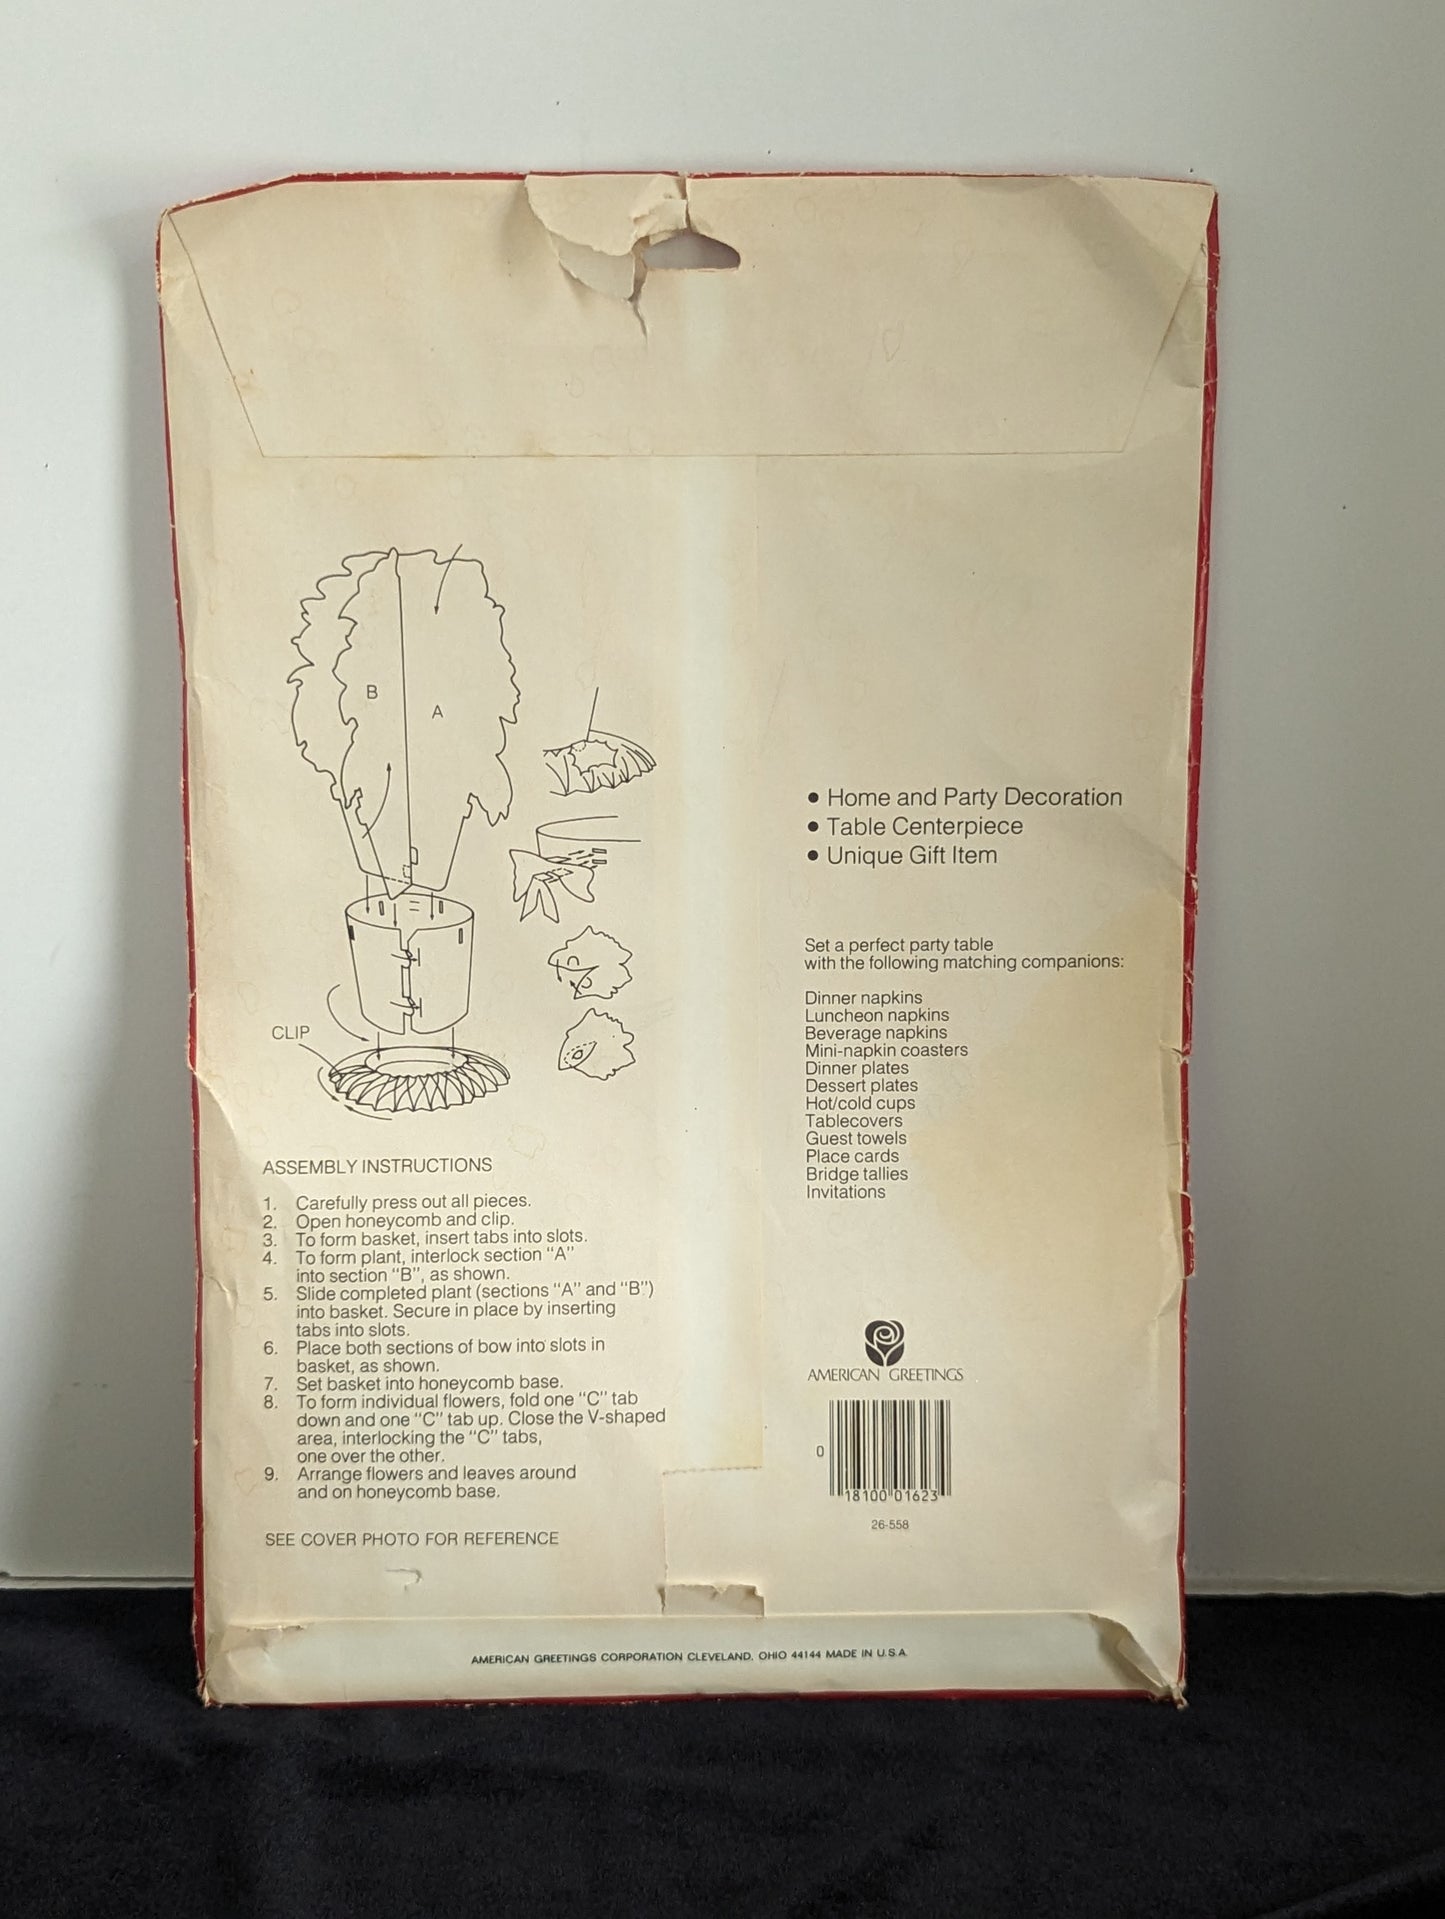 B
A
CLIP
ASSEMBLY INSTRUCTIONS
1. Carefully press out all pieces.
2. Open honeycomb and clip.
3. To form basket, insert tabs into slots.
4. To form plant, interlock section "A"
into section "B", as shown.
5. Slide completed plant (sections "A" and "B")
into basket. Secure in place by inserting
tabs into slots.
6. Place both sections of bow into slots in
basket, as shown.
7. Set basket into honeycomb base.
8. To form individual flowers, fold one "C" tab
down and one "C" tab up. Close the V-shaped
area, interlocking the "C" tabs,
one over the other.
9. Arrange flowers and leaves around
and on honeycomb base.
SEE COVER PHOTO FOR REFERENCE
• Home and Party Decoration
• Table Centerpiece
• Unique Gift Item
Set a perfect party table
with the following matching companions:
Dinner napkins
Luncheon napkins
Beverage napkins
Mini-napkin coasters
Dinner plates
Dessert plates
Hot/cold cups
Tablecovers
Guest towels
Place cards
Bridge tallies
Invitations
AMERICAN GREETINGS
0 18100 01623
26-558
AMERICAN GREETINGS CORPORATION CLEVELAND, OHIO 44144 MADE IN U.S.A.